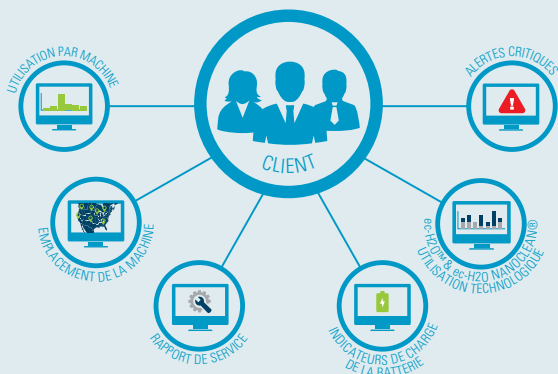 UTILISATION PAR MACHINE
ALERTES CRITIQUES
CLIENT
EMPLACEMENT DE LA MACHINE
ec-H2O™ & ec-H2O NANOCLEAN®
UTILISATION TECHNOLOGIQUE
RAPPORT DE SERVICE
INDICATEURS DE CHARGE
DE LA BATTERIE